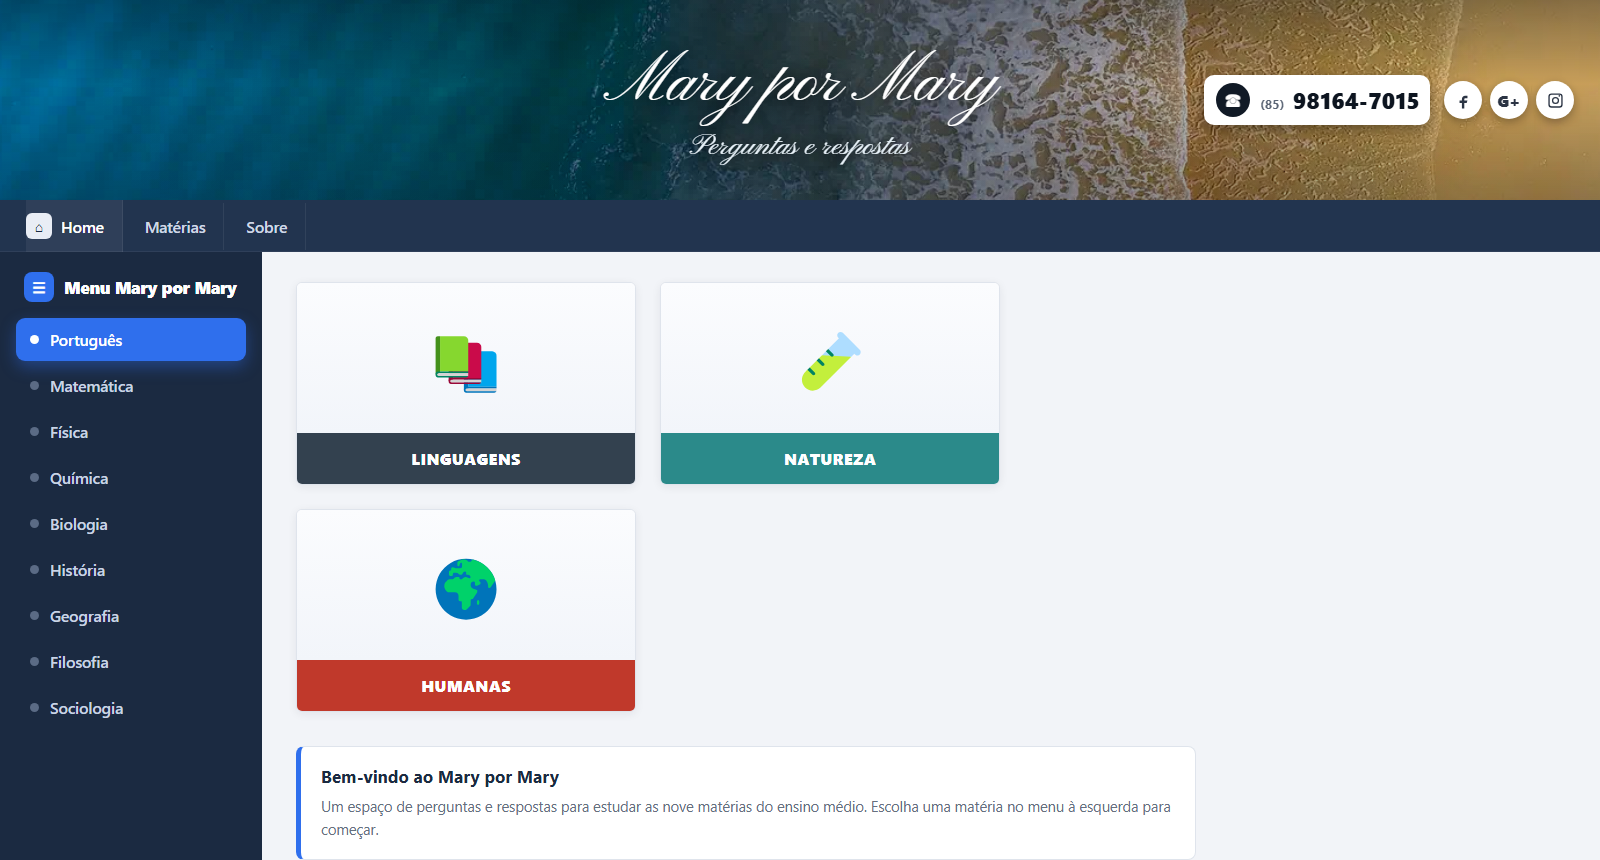 Mary por Mary
Perguntas e respostas
(85) 98164-7015
G+
Home
Matérias
Sobre
Menu Mary por Mary
Português
Matemática
Física
Química
Biologia
História
Geografia
Filosofia
Sociologia
LINGUAGENS
NATUREZA
HUMANAS
Bem-vindo ao Mary por Mary
Um espaço de perguntas e respostas para estudar as nove matérias do ensino médio. Escolha uma matéria no menu à esquerda para
começar.